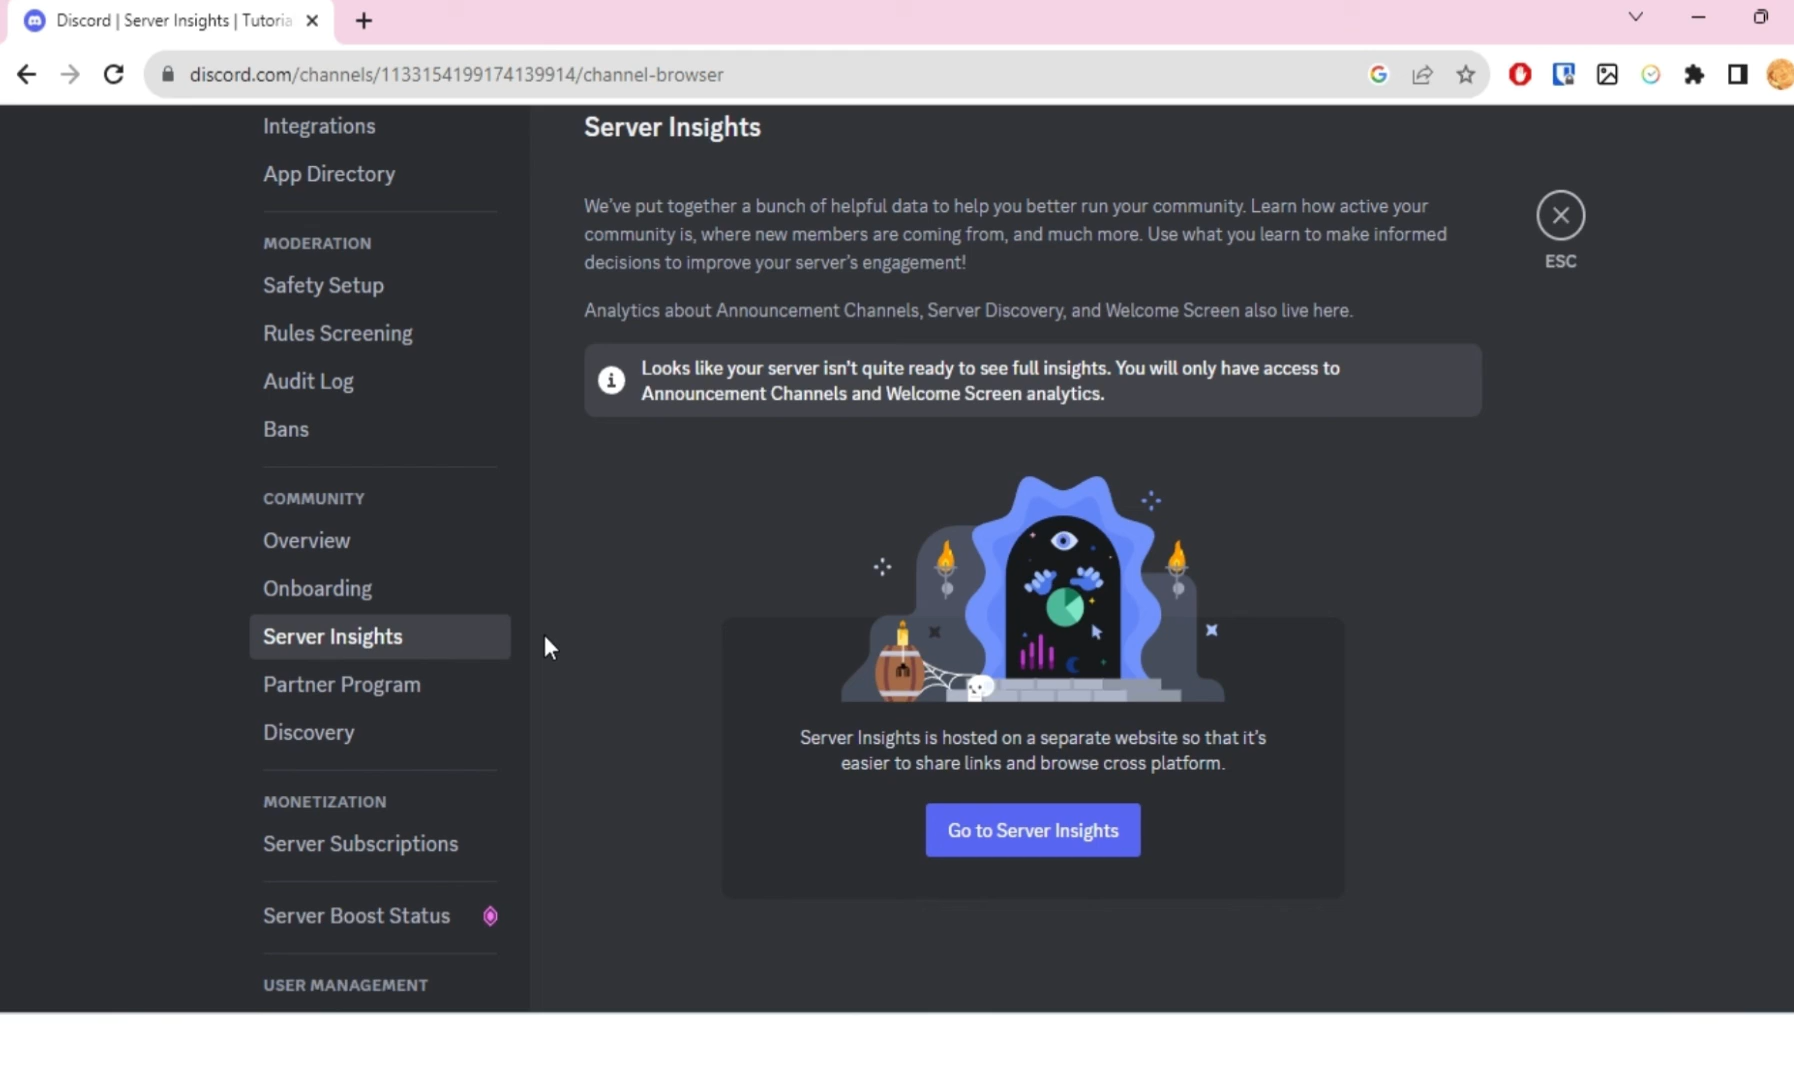 Discord | Server Insights | Tutoria
discord.com/channels/1133154199174139914/channel-browser
Integrations
App Directory
MODERATION
Safety Setup
Rules Screening
Audit Log
Bans
COMMUNITY
Overview
Onboarding
Server Insights
Partner Program
Discovery
MONETIZATION
Server Subscriptions
Server Boost Status
USER MANAGEMENT
Server Insights
We've put together a bunch of helpful data to help you better run your community. Learn how active your
community is, where new members are coming from, and much more. Use what you learn to make informed
decisions to improve your server's engagement!
Analytics about Announcement Channels, Server Discovery, and Welcome Screen also live here.
Looks like your server isn't quite ready to see full insights. You will only have access to
Announcement Channels and Welcome Screen analytics.
Server Insights is hosted on a separate website so that it's
easier to share links and browse cross platform.
Go to Server Insights
ESC